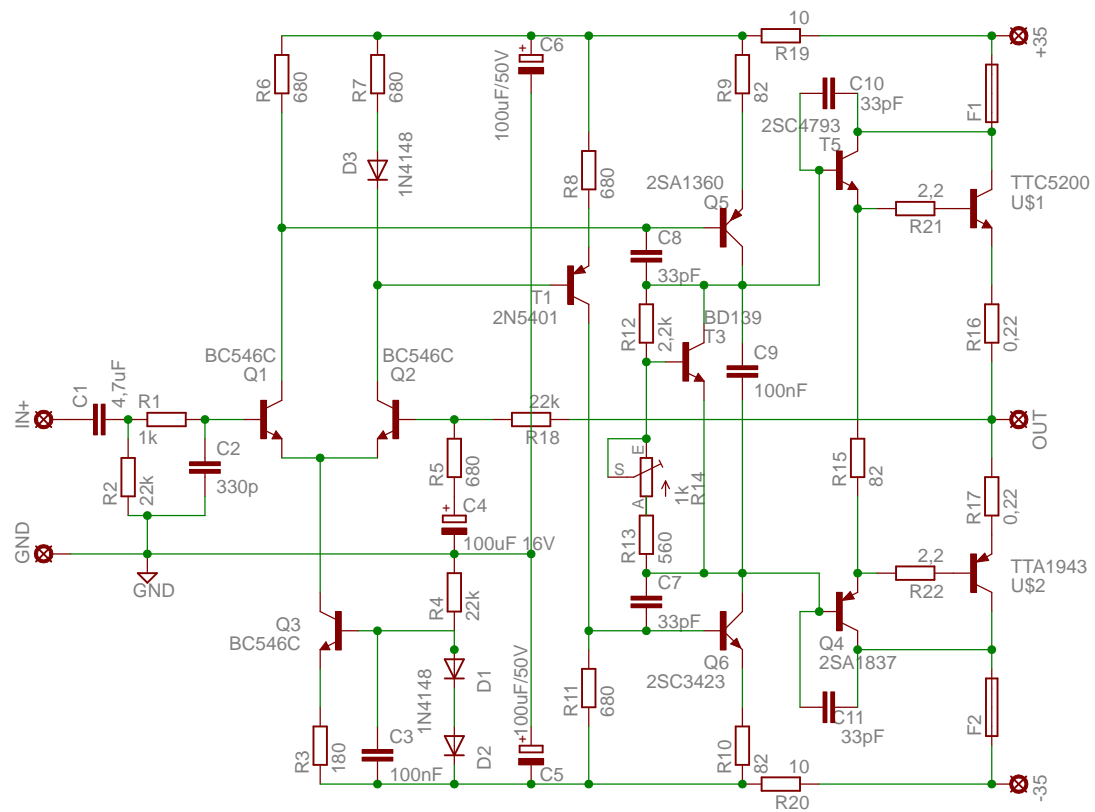 10
R19
+35
C6
+
100uF/50V
R6
680
R7
680
R9
82
C10
33pF
F1
2SC4793
T5
D3
1N4148
R8
680
2SA1360
Q5
2,2
R21
TTC5200
U$1
C8
33pF
T1
2N5401
R12
2,2k
BD139
T3
R16
0,22
C9
100nF
BC546C
Q1
BC546C
Q2
IN+
C1
4,7uF
R1
1k
22k
R18
OUT
R2
22k
C2
330p
R5
680
E
S
A
1k
R14
R15
82
R17
0,22
+
C4
100uF 16V
GND
GND
R13
560
2,2
R22
TTA1943
U$2
R4
22k
C7
33pF
Q3
BC546C
Q4
2SA1837
Q6
2SC3423
1N4148
D1
R11
680
C11
33pF
F2
100uF/50V
+
C5
R3
180
C3
100nF
D2
R10
82
10
R20
-35